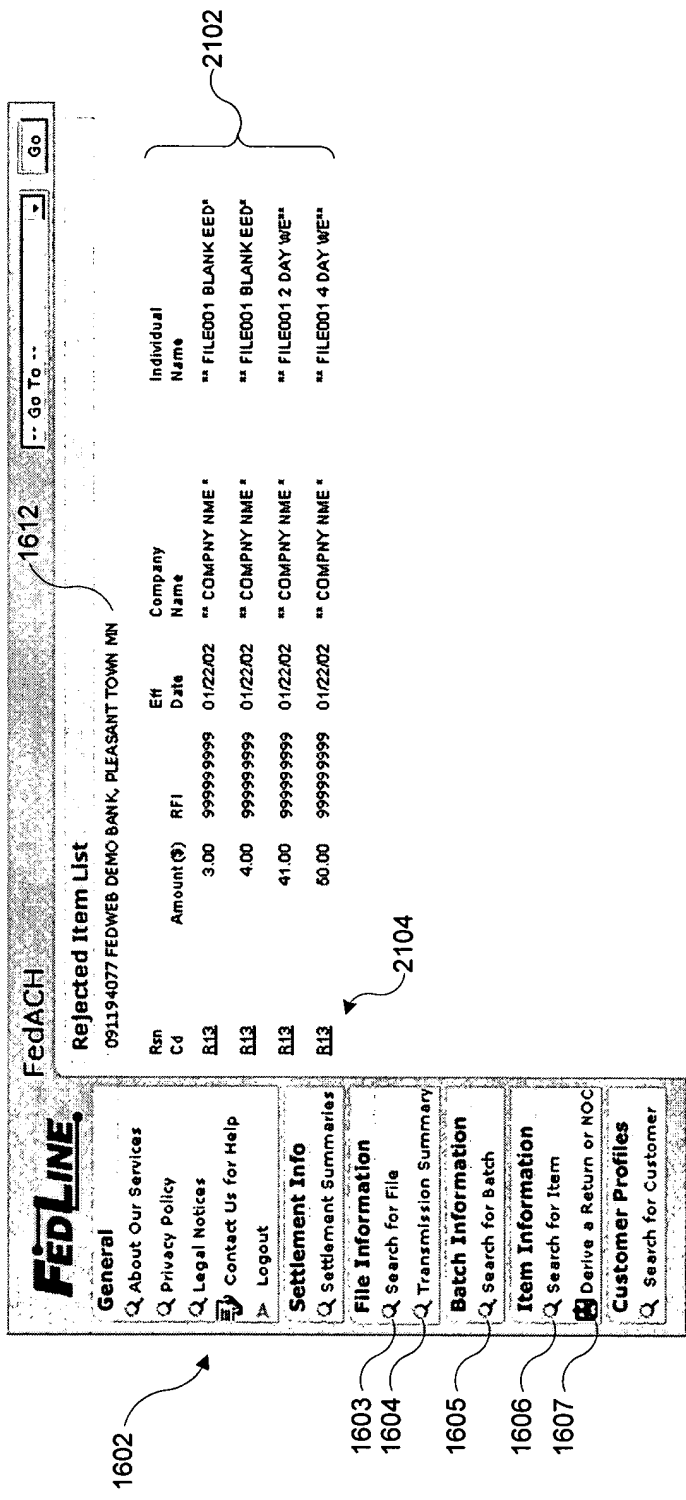 FEDLINE.
FedACH
-- Go To --
Go
1612
Rejected Item List
091194077 FEDWEB DEMO BANK, PLEASANT TOWN MN
Rsn Cd Amount($) RFI Eff Date Company Name Individual Name
R13 3.00 999999999 01/22/02 ** COMPNY NME * ** FILE001 BLANK EED*
R13 4.00 999999999 01/22/02 ** COMPNY NME * ** FILE001 BLANK EED*
R13 41.00 999999999 01/22/02 ** COMPNY NME * ** FILE001 2 DAY WE**
R13 50.00 999999999 01/22/02 ** COMPNY NME * ** FILE001 4 DAY WE**
2102
2104
General
About Our Services
Privacy Policy
Legal Notices
Contact Us for Help
Logout
Settlement Info
Settlement Summaries
File Information
Search for File
Transmission Summary
Batch Information
Search for Batch
Item Information
Search for Item
Derive a Return or NOC
Customer Profiles
Search for Customer
1602
1603
1604
1605
1606
1607